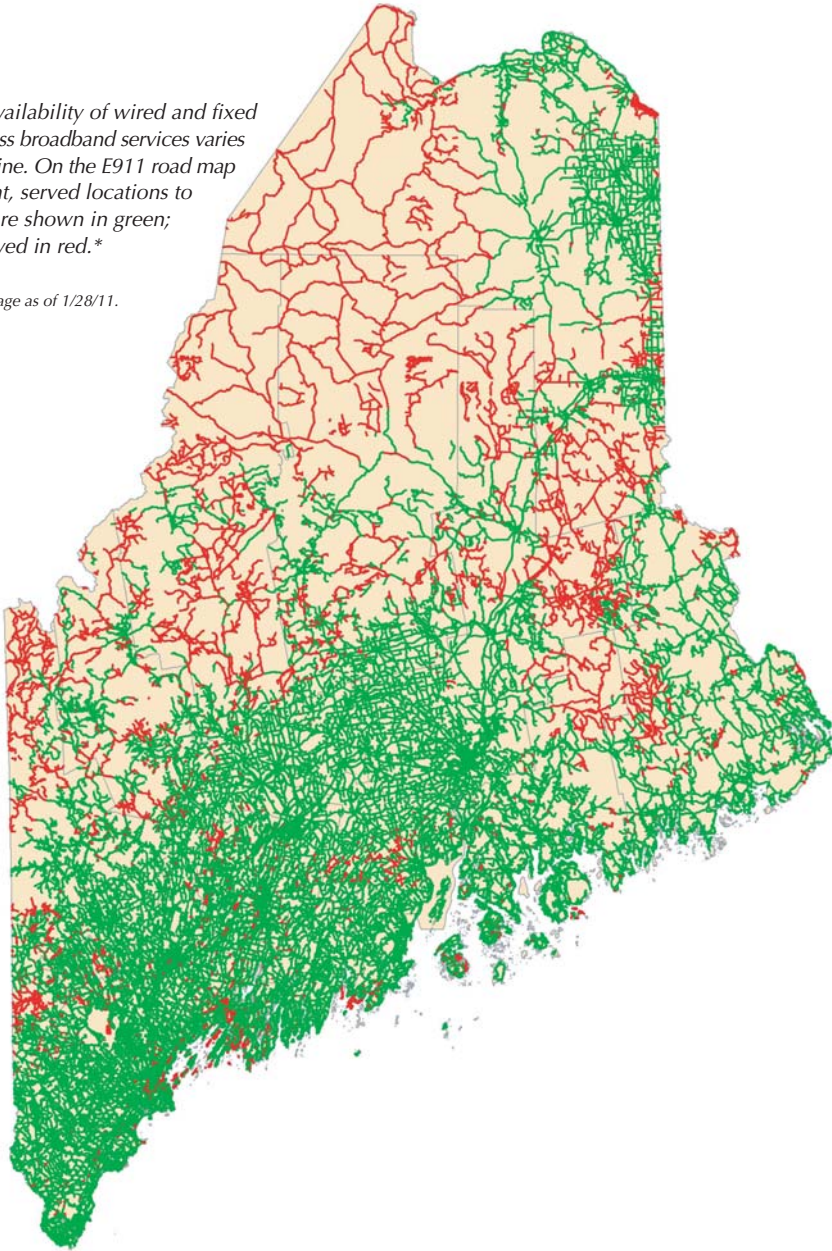 vailability of wired and fixed
ss broadband services varies
ine. On the E911 road map
t, served locations to
re shown in green;
ved in red.*
age as of 1/28/11.